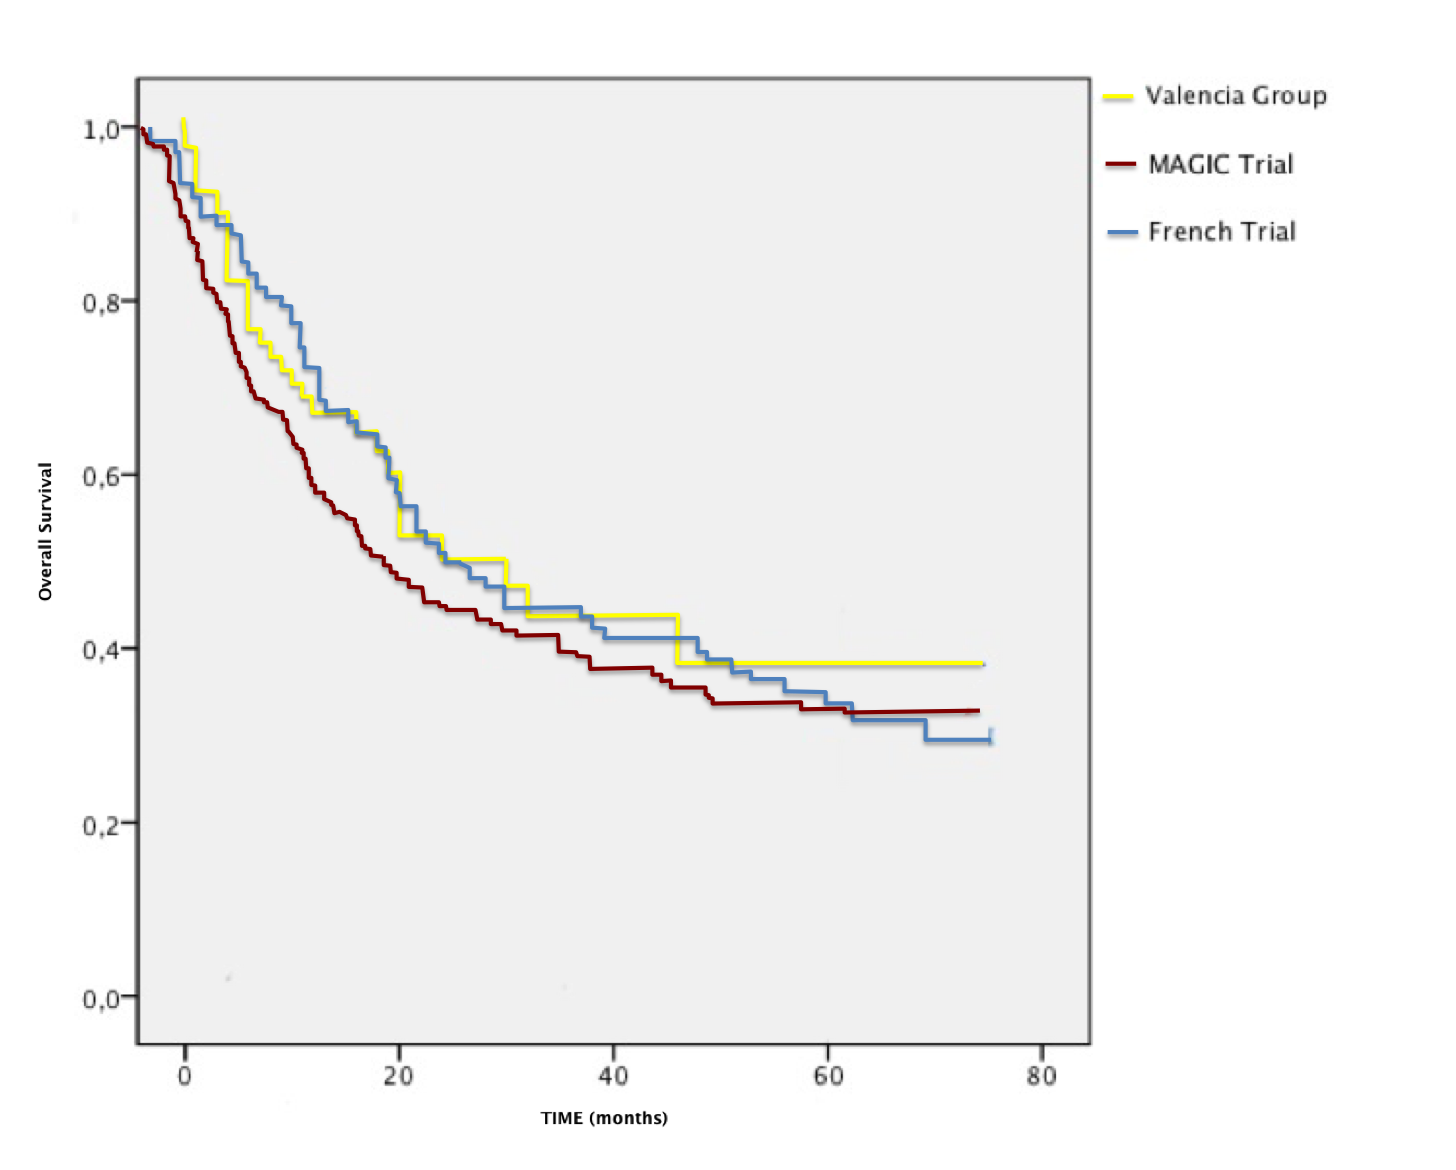 Valencia Group
MAGIC Trial
French Trial
1,0
0,8
0,6
0,4
0,2
0,0
Overall Survival
0 20 40 60 80
TIME (months)